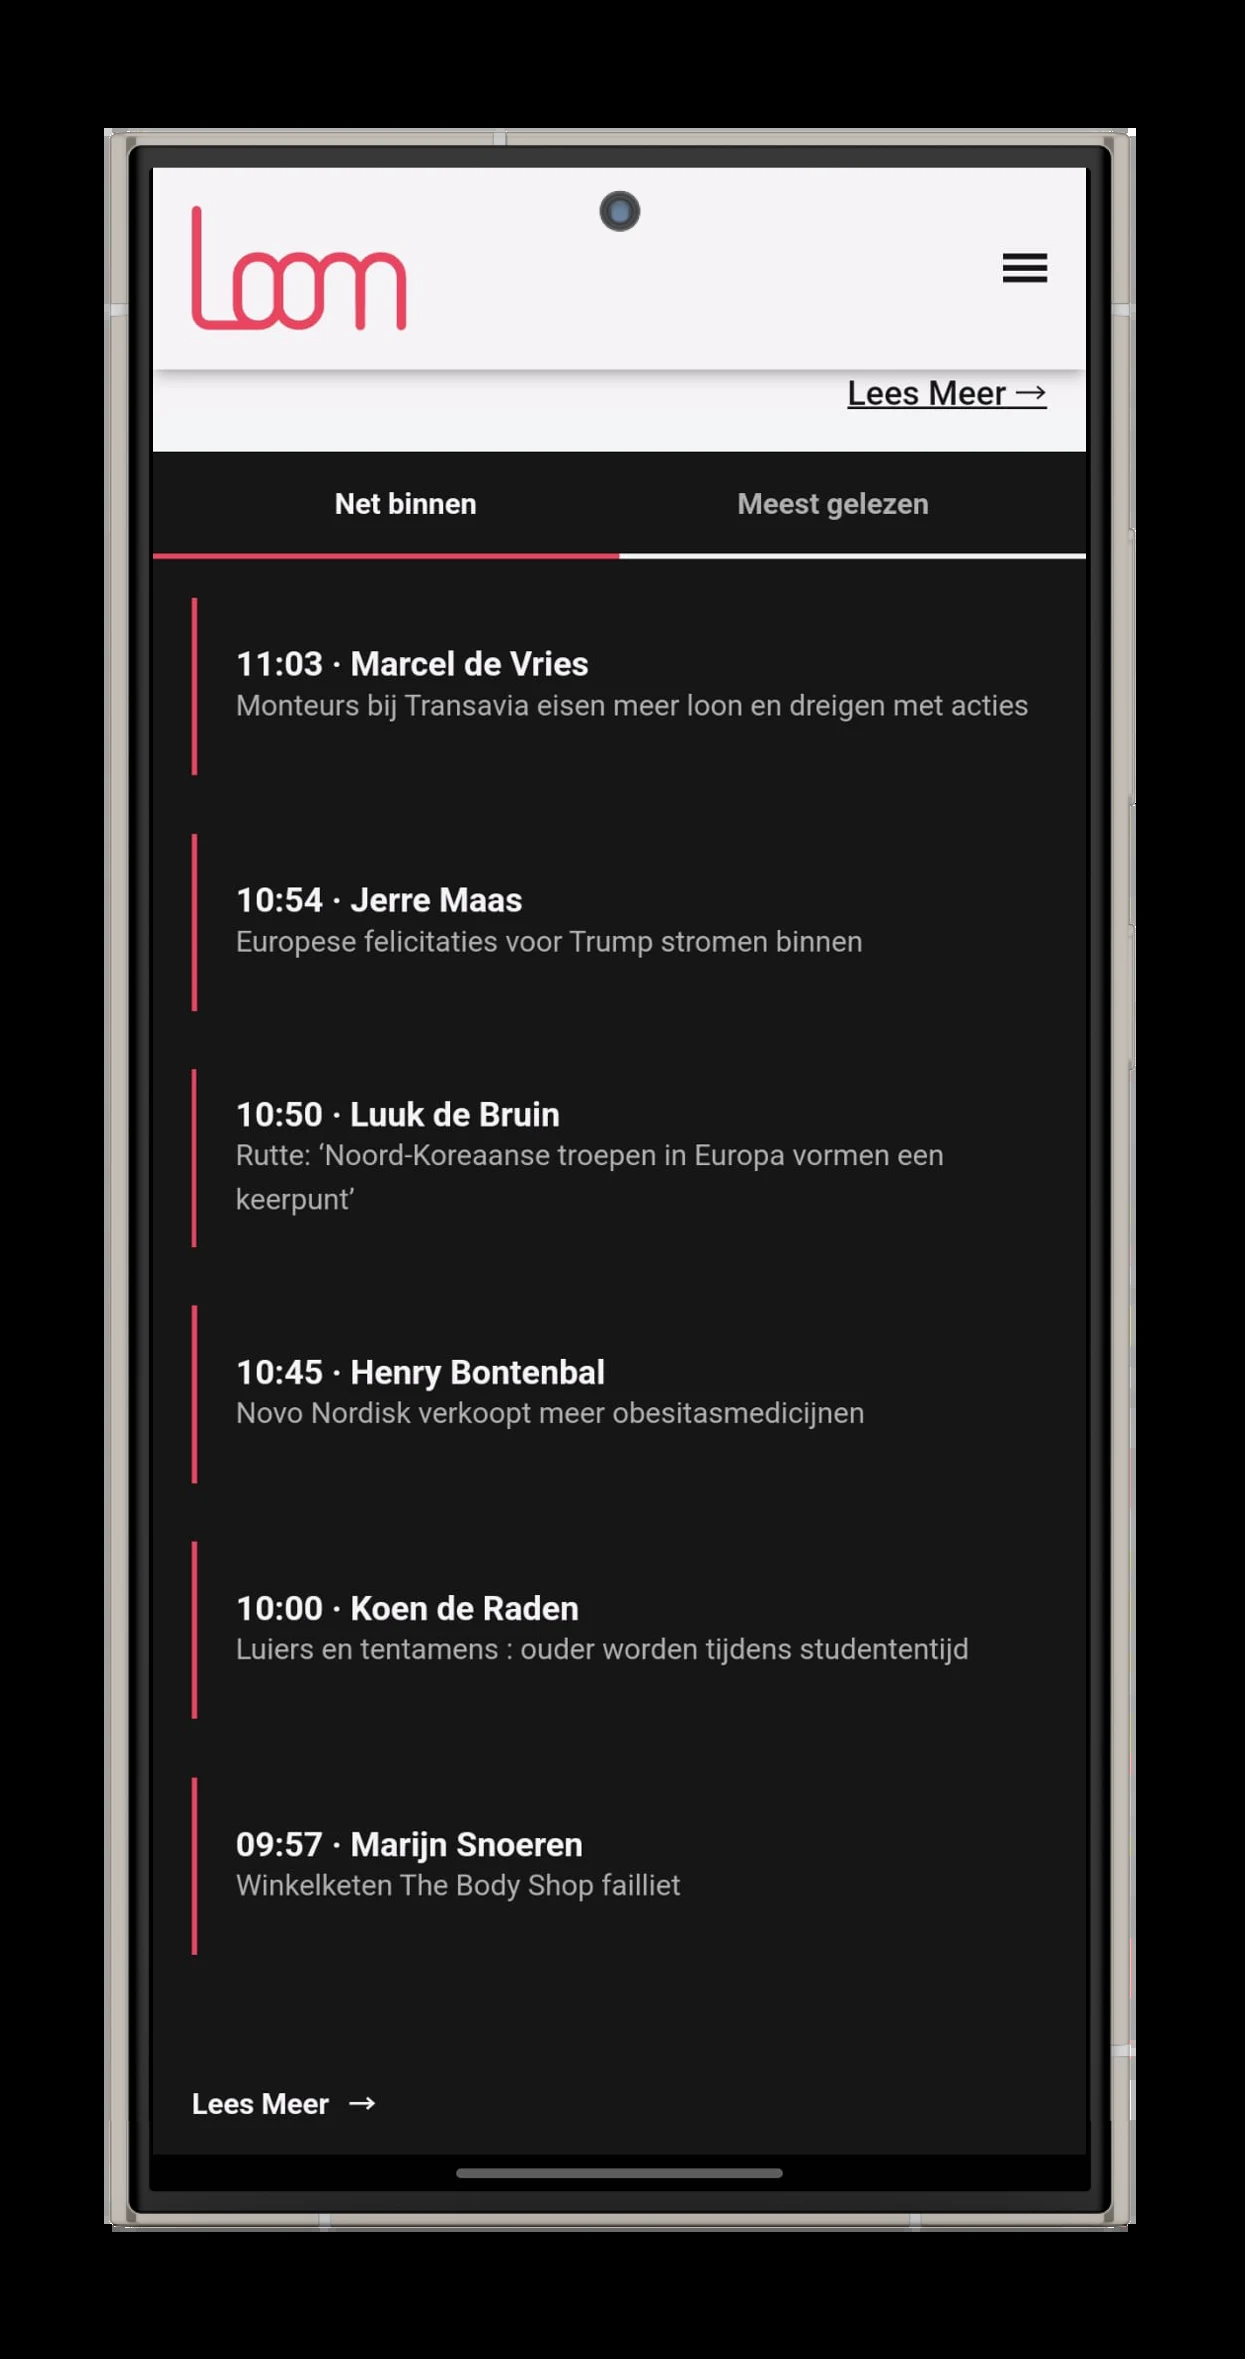 Loom
Lees Meer →
Net binnen
Meest gelezen
11:03 · Marcel de Vries
Monteurs bij Transavia eisen meer loon en dreigen met acties
10:54 · Jerre Maas
Europese felicitaties voor Trump stromen binnen
10:50 · Luuk de Bruin
Rutte: ‘Noord-Koreaanse troepen in Europa vormen een
keerpunt’
10:45 · Henry Bontenbal
Novo Nordisk verkoopt meer obesitasmedicijnen
10:00 · Koen de Raden
Luiers en tentamens : ouder worden tijdens studententijd
09:57 · Marijn Snoeren
Winkelketen The Body Shop failliet
Lees Meer →